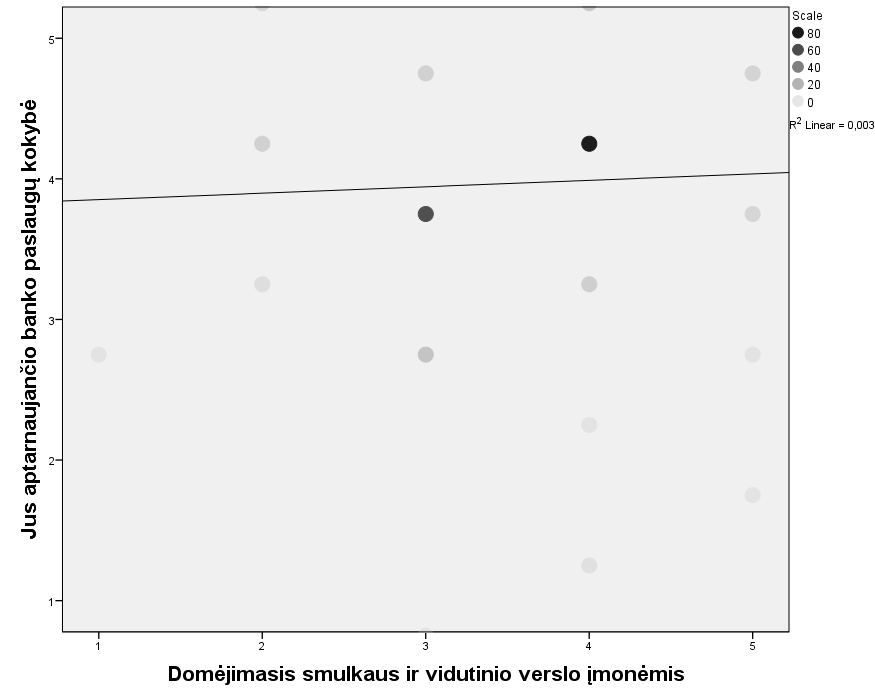 Jus aptarnaujančio banko paslaugų kokybė
5
4
3
2
1
1 2 3 4 5
Domėjimasis smulkaus ir vidutinio verslo įmonėmis
Scale
80
60
40
20
0
R2 Linear = 0,003